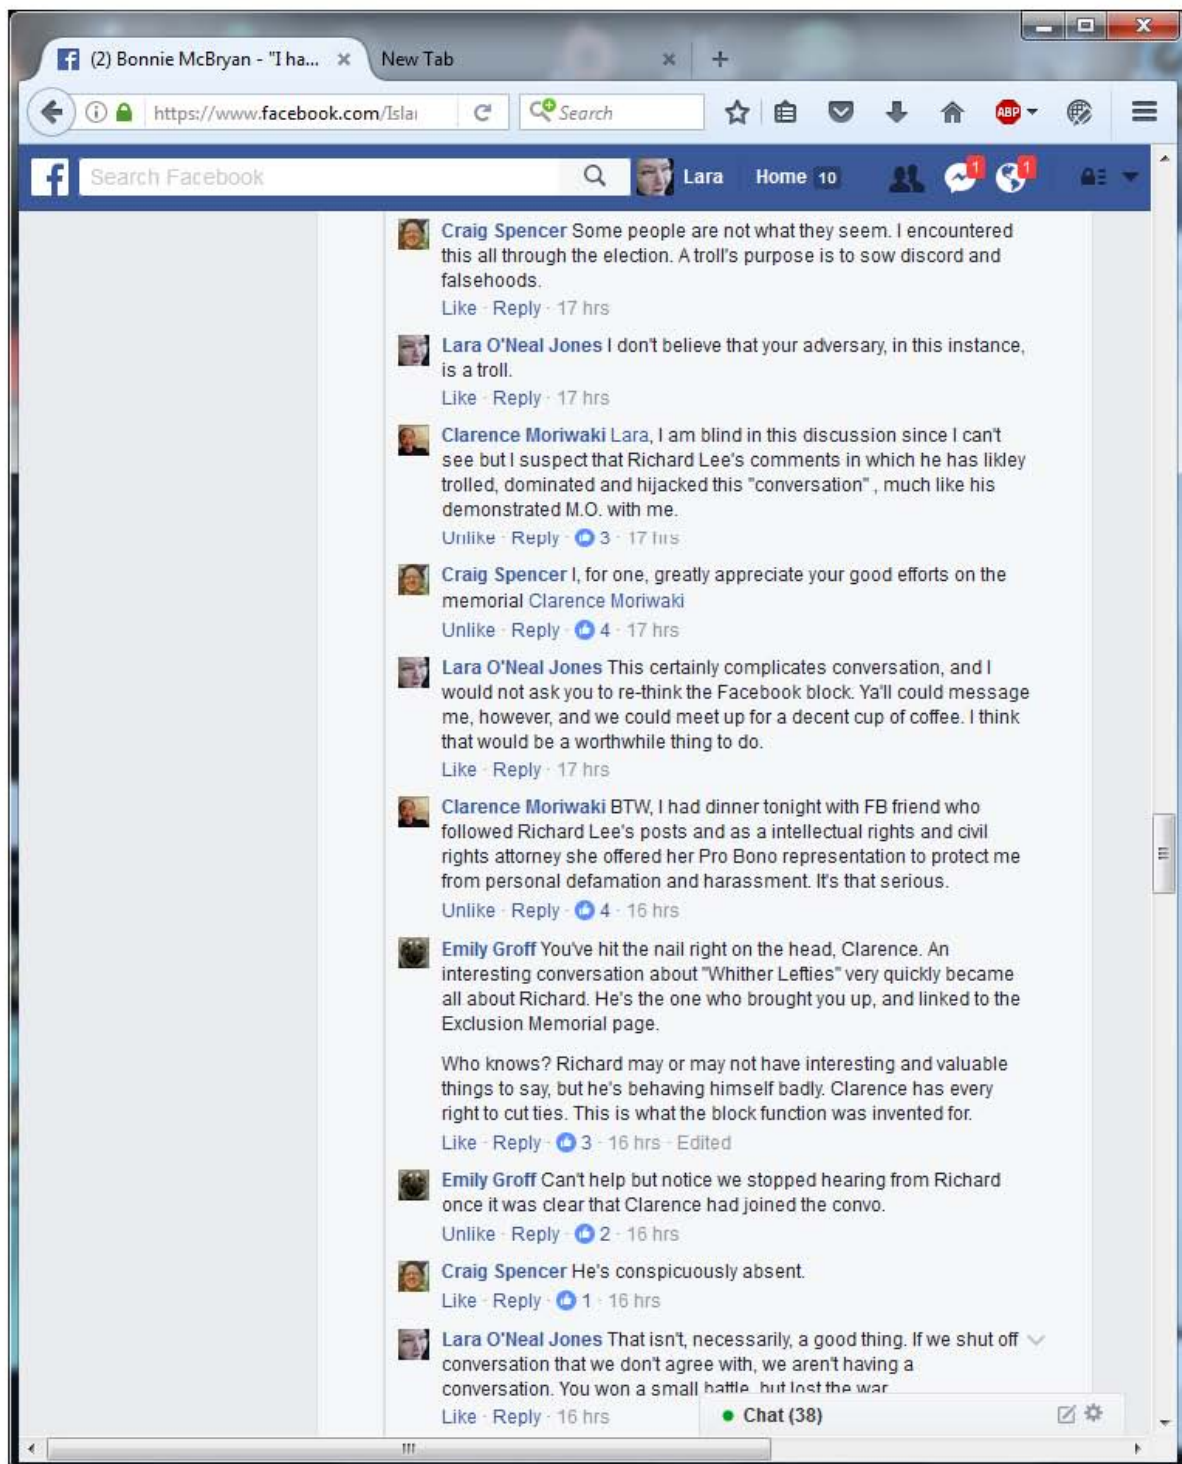 (2) Bonnie McBryan - "I ha...
New Tab
https://www.facebook.com/Isla
Search
ABP
Search Facebook
Lara
Home 10
1
1
Craig Spencer Some people are not what they seem. I encountered
this all through the election. A troll's purpose is to sow discord and
falsehoods.
Like · Reply · 17 hrs
Lara O'Neal Jones I don't believe that your adversary, in this instance,
is a troll.
Like · Reply · 17 hrs
Clarence Moriwaki Lara, I am blind in this discussion since I can't
see but I suspect that Richard Lee's comments in which he has likley
trolled, dominated and hijacked this "conversation" , much like his
demonstrated M.O. with me.
Unlike · Reply · 3 · 17 hrs
Craig Spencer I, for one, greatly appreciate your good efforts on the
memorial Clarence Moriwaki
Unlike · Reply · 4 · 17 hrs
Lara O'Neal Jones This certainly complicates conversation, and I
would not ask you to re-think the Facebook block. Ya'll could message
me, however, and we could meet up for a decent cup of coffee. I think
that would be a worthwhile thing to do.
Like · Reply · 17 hrs
Clarence Moriwaki BTW, I had dinner tonight with FB friend who
followed Richard Lee's posts and as a intellectual rights and civil
rights attorney she offered her Pro Bono representation to protect me
from personal defamation and harassment. It's that serious.
Unlike · Reply · 4 · 16 hrs
Emily Groff You've hit the nail right on the head, Clarence. An
interesting conversation about "Whither Lefties" very quickly became
all about Richard. He's the one who brought you up, and linked to the
Exclusion Memorial page.
Who knows? Richard may or may not have interesting and valuable
things to say, but he's behaving himself badly. Clarence has every
right to cut ties. This is what the block function was invented for.
Like · Reply · 3 · 16 hrs · Edited
Emily Groff Can't help but notice we stopped hearing from Richard
once it was clear that Clarence had joined the convo.
Unlike · Reply · 2 · 16 hrs
Craig Spencer He's conspicuously absent.
Like · Reply · 1 · 16 hrs
Lara O'Neal Jones That isn't, necessarily, a good thing. If we shut off
conversation that we don't agree with, we aren't having a
conversation. You won a small battle, but lost the war
Like · Reply · 16 hrs
Chat (38)